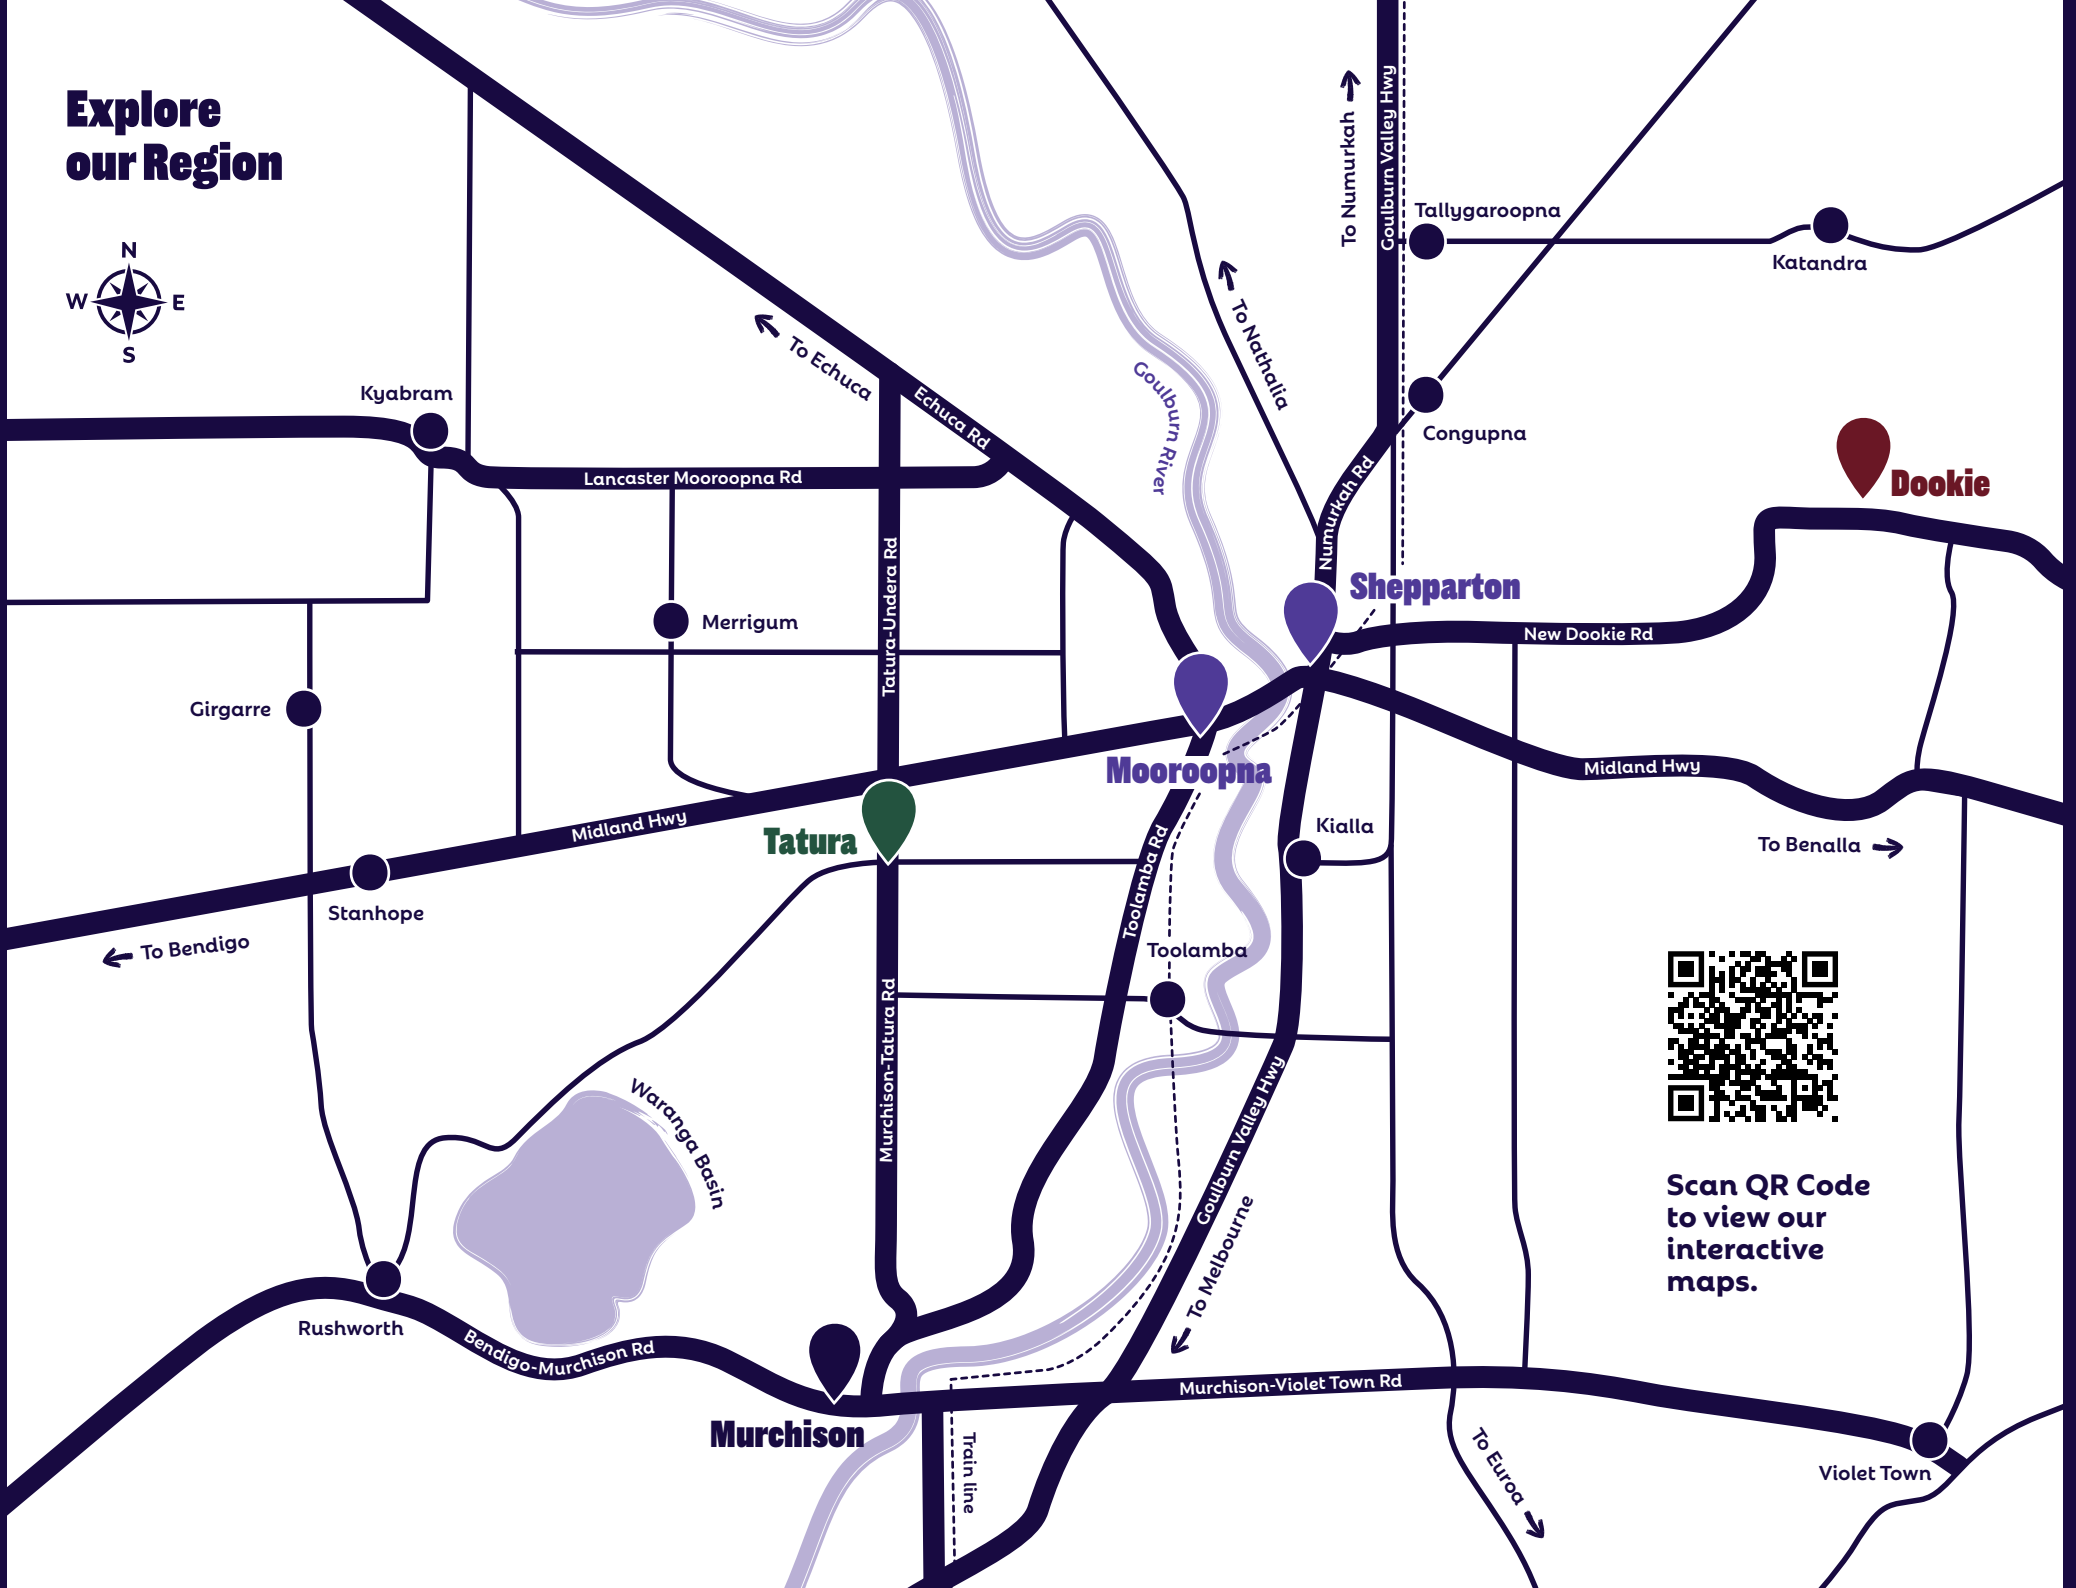 Explore
our Region
N
W
E
S
To Numurkah
Goulburn Valley Hwy
Tallygaroopna
Katandra
To Nathalia
To Echuca
Echuca Rd
Goulburn River
Kyabram
Congupna
Lancaster Mooroopna Rd
Numurkah Rd
Dookie
Tatura-Undera Rd
Shepparton
Merrigum
New Dookie Rd
Girgarre
Mooroopna
Midland Hwy
Midland Hwy
Tatura
Kialla
To Benalla
Toolamba Rd
Stanhope
To Bendigo
Toolamba
Murchison-Tatura Rd
Waranga Basin
Goulburn Valley Hwy
To Melbourne
Scan QR Code
to view our
interactive
maps.
Rushworth
Bendigo-Murchison Rd
Murchison-Violet Town Rd
Murchison
Train line
To Euroa
Violet Town